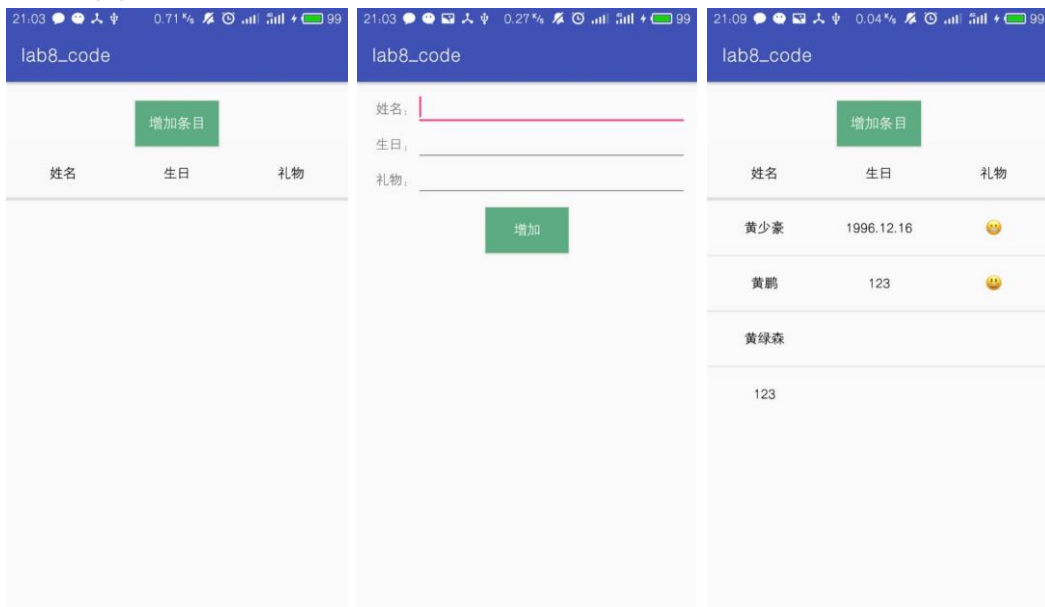 21:03 0.71 K/s 99
lab8_code
增加条目
姓名 生日 礼物
21:03 0.27 K/s 99
lab8_code
姓名:
生日:
礼物:
增加
21:09 0.04 K/s 99
lab8_code
增加条目
姓名 生日 礼物
黄少豪 1996.12.16 😀
黄鹏 123 😃
黄绿森
123